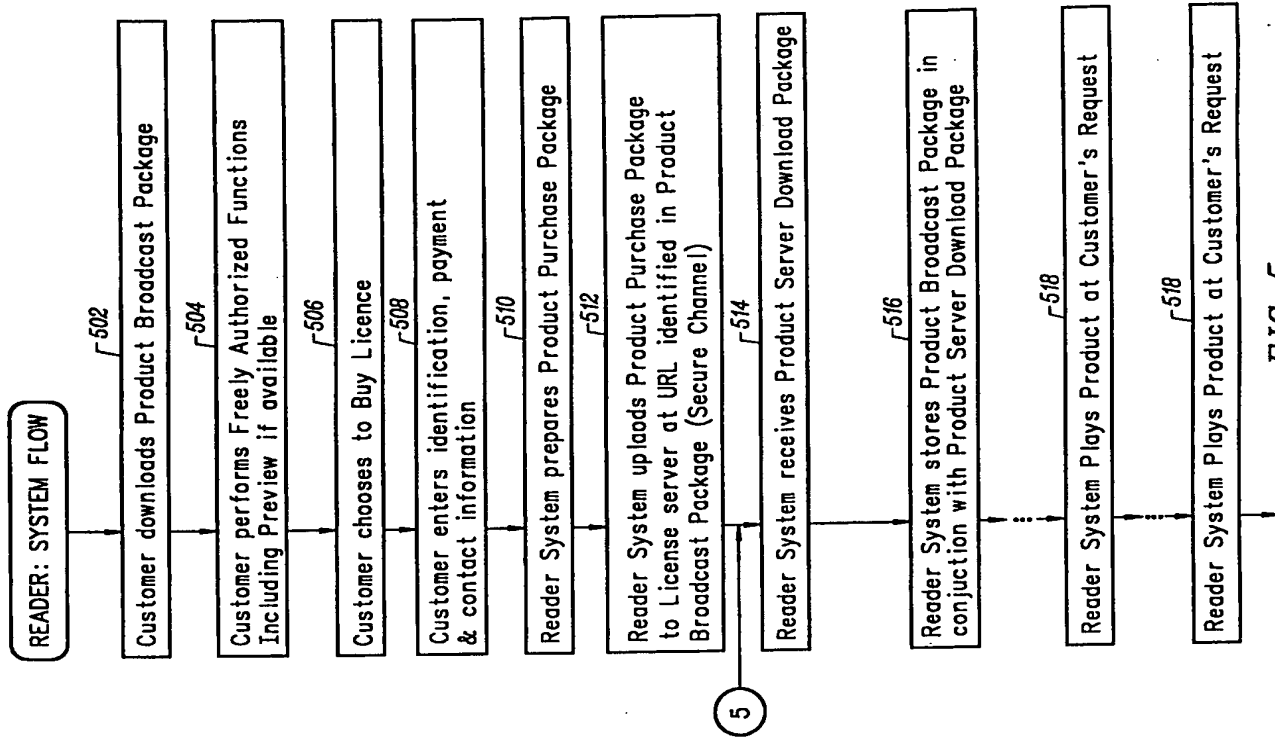 READER: SYSTEM FLOW
502
Customer downloads Product Broadcast Package
504
Customer performs Freely Authorized Functions
Including Preview if available
506
Customer chooses to Buy Licence
508
Customer enters identification, payment
& contact information
510
Reader System prepares Product Purchase Package
512
Reader System uplaods Product Purchase Package
to License server at URL identified in Product
Broadcast Package (Secure Channel)
5
514
Reader System receives Product Server Download Package
516
Reader System stores Product Broadcast Package in
conjuction with Product Server Download Package
518
Reader System Plays Product at Customer's Request
518
Reader System Plays Product at Customer's Request